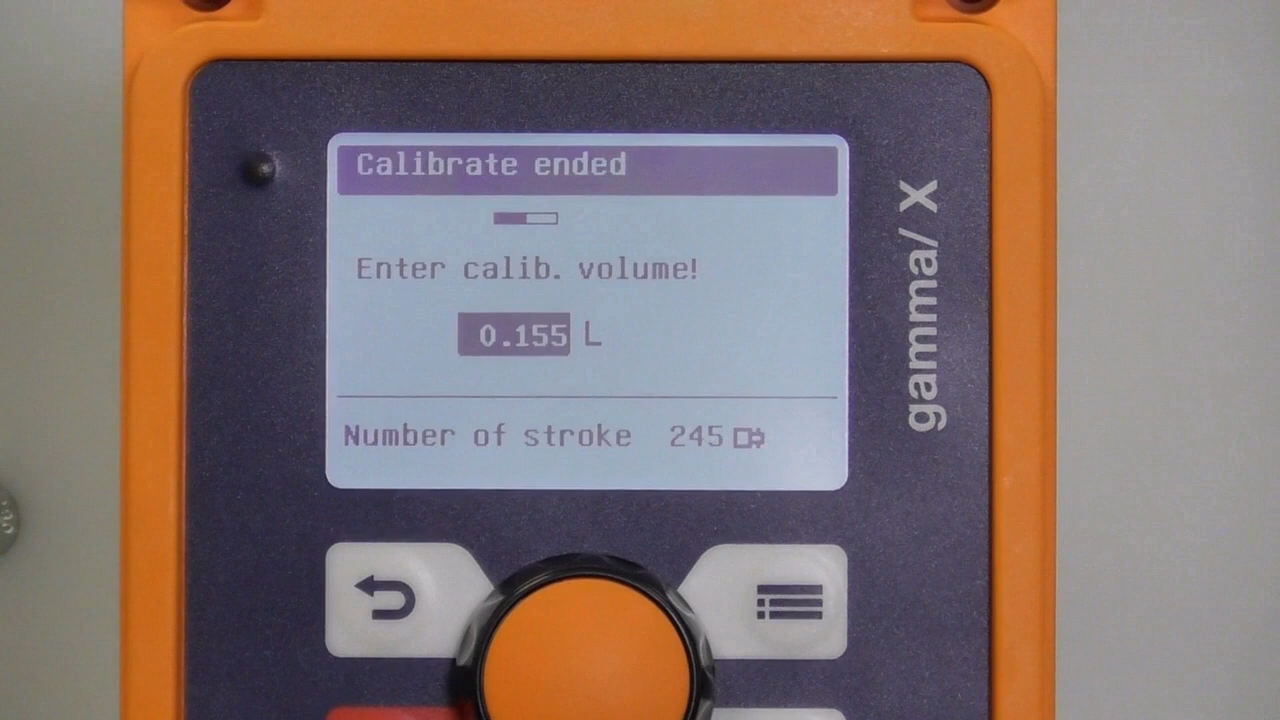 Calibrate ended
Enter calib. volume!
0.155 L
Number of stroke 245
gamma/ X